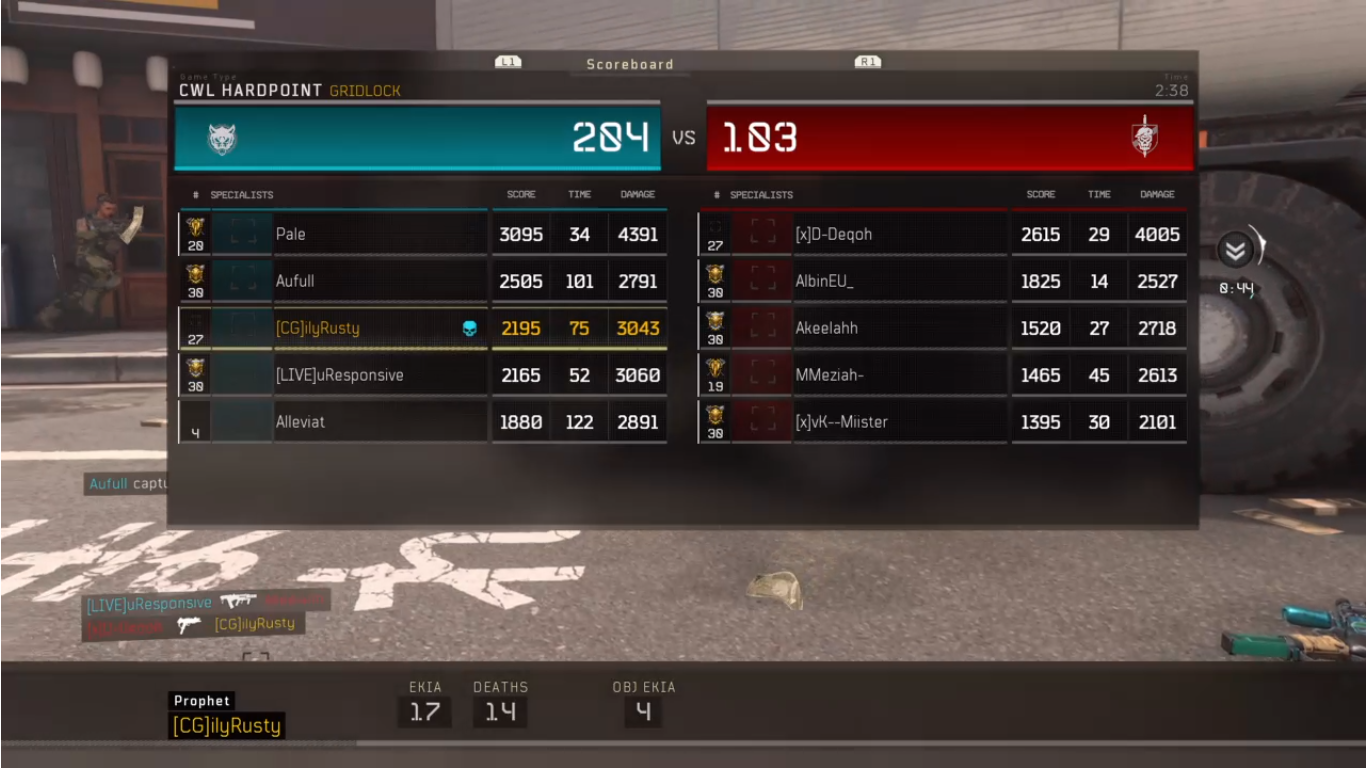 L1 Scoreboard R1
Game Type
CWL HARDPOINT GRIDLOCK
Time
2:38
204 VS 103
# SPECIALISTS SCORE TIME DAMAGE
20 Pale 3095 34 4391
30 Aufull 2505 101 2791
27 [CG]ilyRusty 2195 75 3043
30 [LIVE]uResponsive 2165 52 3060
4 Alleviat 1880 122 2891
# SPECIALISTS SCORE TIME DAMAGE
27 [x]D-Deqoh 2615 29 4005
30 AlbinEU_ 1825 14 2527
30 Akeelahh 1520 27 2718
19 MMeziah- 1465 45 2613
30 [x]vK--Miister 1395 30 2101
0:44
Aufull captu
[LIVE]uResponsive
[CG]ilyRusty
Prophet
[CG]ilyRusty
EKIA DEATHS OBJ EKIA
17 14 4